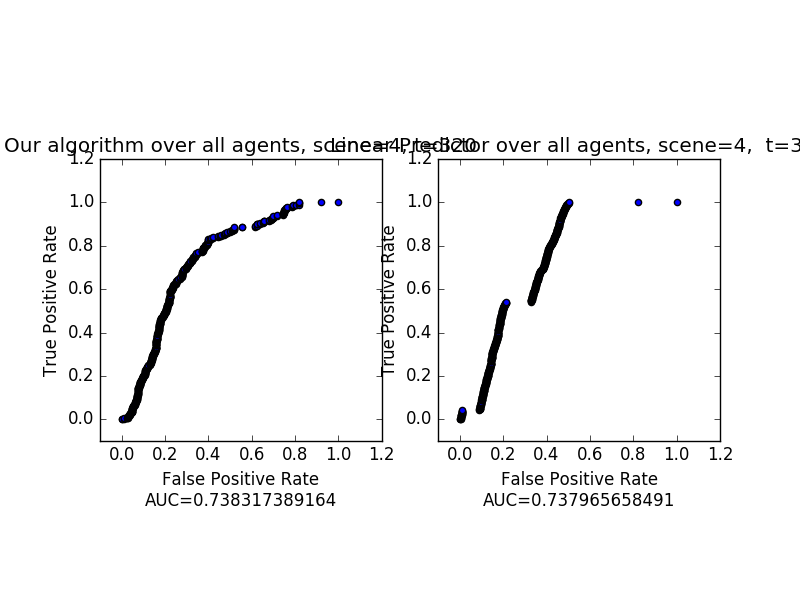 Our algorithm over all agents, scene=4, t=320
Linear Predictor over all agents, scene=4, t=3
1.2
1.0
0.8
0.6
0.4
0.2
0.0
True Positive Rate
0.0 0.2 0.4 0.6 0.8 1.0 1.2
False Positive Rate
AUC=0.738317389164
1.2
1.0
0.8
0.6
0.4
0.2
0.0
True Positive Rate
0.0 0.2 0.4 0.6 0.8 1.0 1.2
False Positive Rate
AUC=0.737965658491